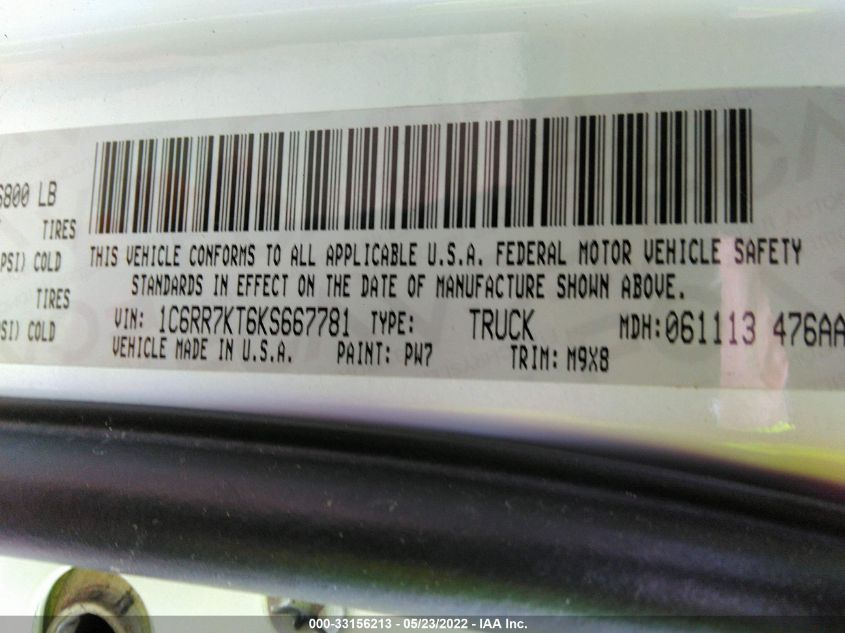 6800 LB
TIRES
PSI) COLD
TIRES
SI) COLD
THIS VEHICLE CONFORMS TO ALL APPLICABLE U.S.A. FEDERAL MOTOR VEHICLE SAFETY
STANDARDS IN EFFECT ON THE DATE OF MANUFACTURE SHOWN ABOVE.
VIN: 1C6RR7KT6KS667781 TYPE: TRUCK MDH:061113 476AA
VEHICLE MADE IN U.S.A. PAINT: PW7 TRIM: M9X8
000-33156213 - 05/23/2022 - IAA Inc.